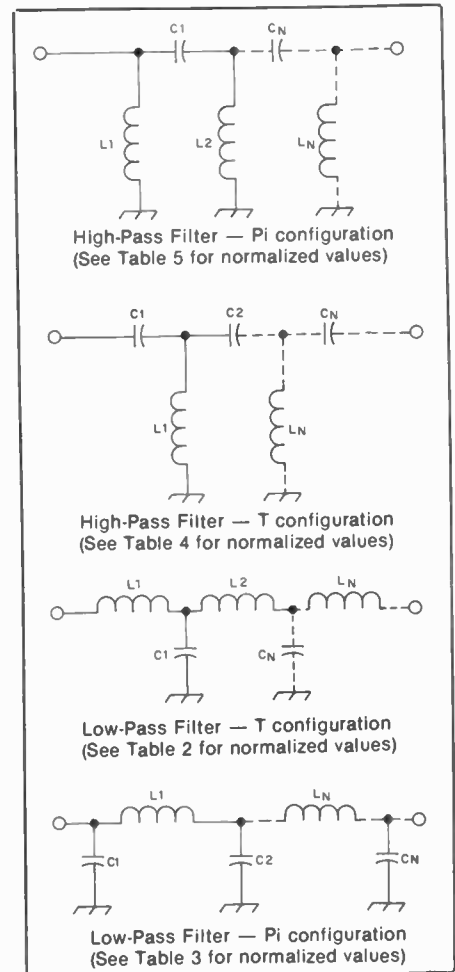 C1 CN
L1 L2 LN
High-Pass Filter — Pi configuration
(See Table 5 for normalized values)
C1 C2 CN
L1 LN
High-Pass Filter — T configuration
(See Table 4 for normalized values)
L1 L2 LN
C1 CN
Low-Pass Filter — T configuration
(See Table 2 for normalized values)
L1 LN
C1 C2 CN
Low-Pass Filter — Pi configuration
(See Table 3 for normalized values)